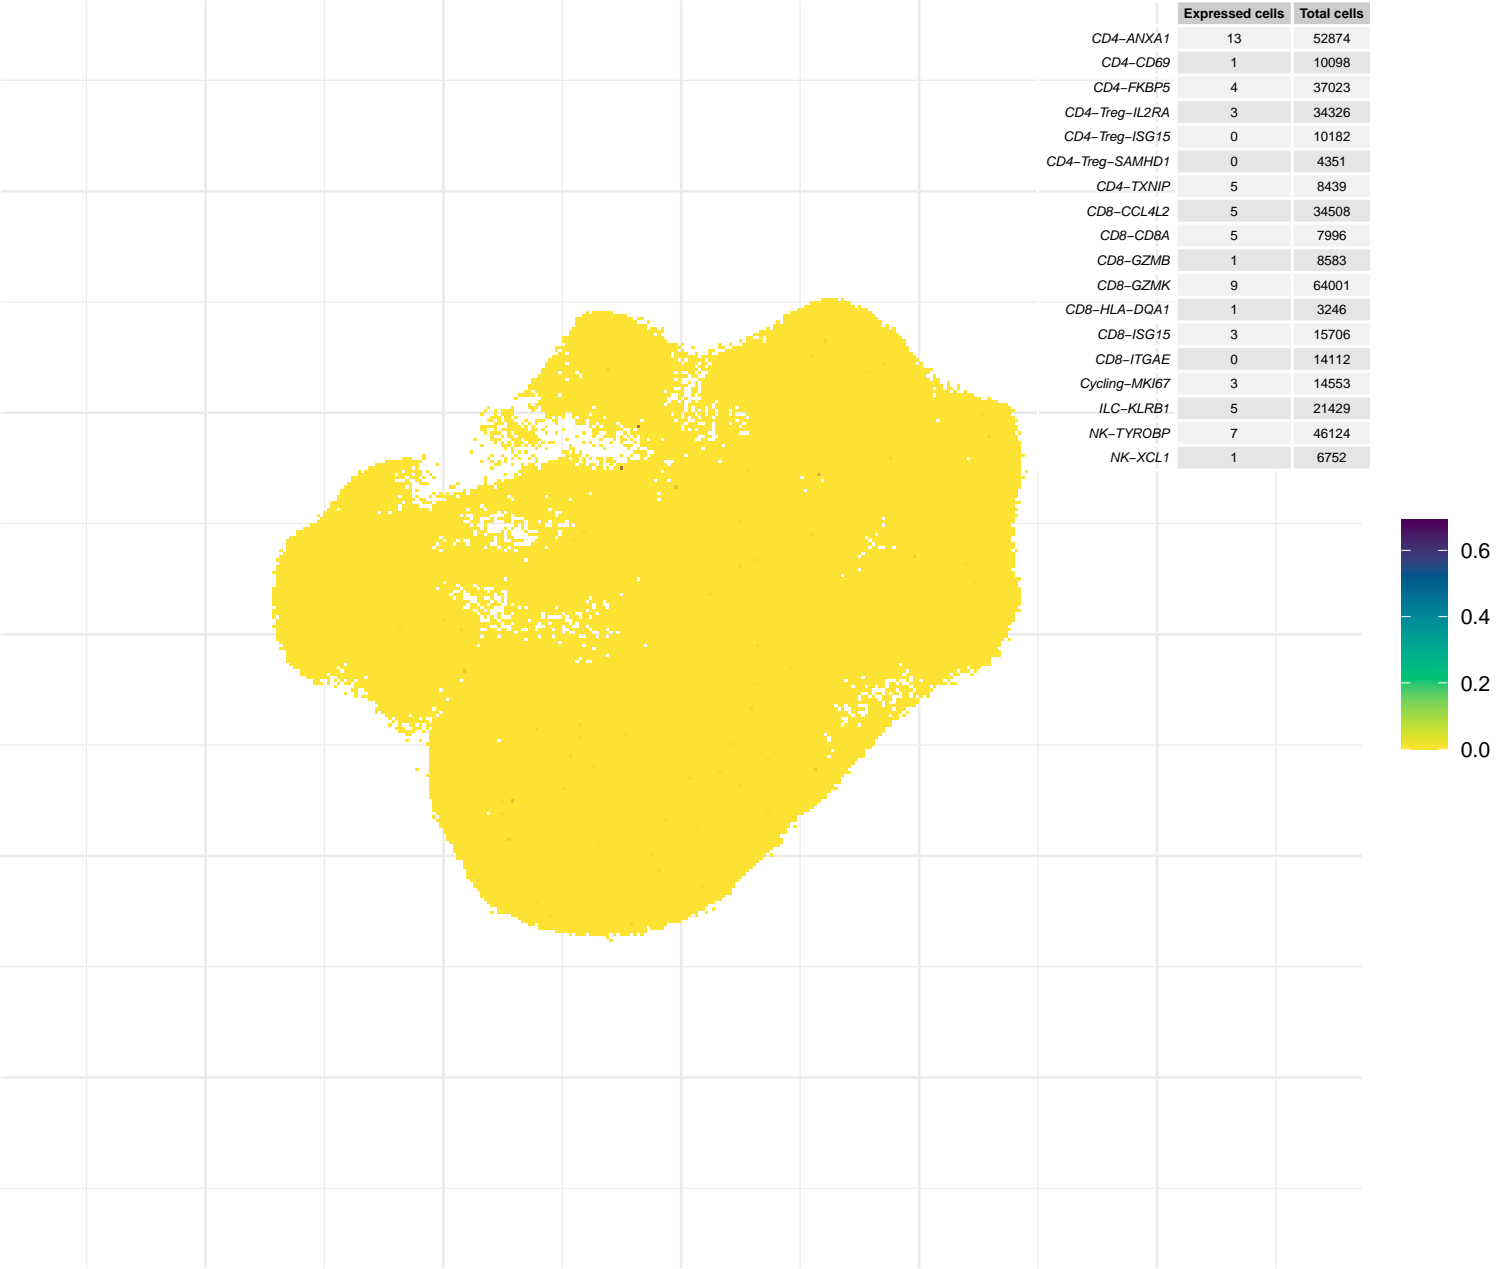 Expressed cells Total cells
CD4−ANXA1 13 52874
CD4−CD69 1 10098
CD4−FKBP5 4 37023
CD4−Treg−IL2RA 3 34326
CD4−Treg−ISG15 0 10182
CD4−Treg−SAMHD1 0 4351
CD4−TXNIP 5 8439
CD8−CCL4L2 5 34508
CD8−CD8A 5 7996
CD8−GZMB 1 8583
CD8−GZMK 9 64001
CD8−HLA−DQA1 1 3246
CD8−ISG15 3 15706
CD8−ITGAE 0 14112
Cycling−MKI67 3 14553
ILC−KLRB1 5 21429
NK−TYROBP 7 46124
NK−XCL1 1 6752
0.6
0.4
0.2
0.0